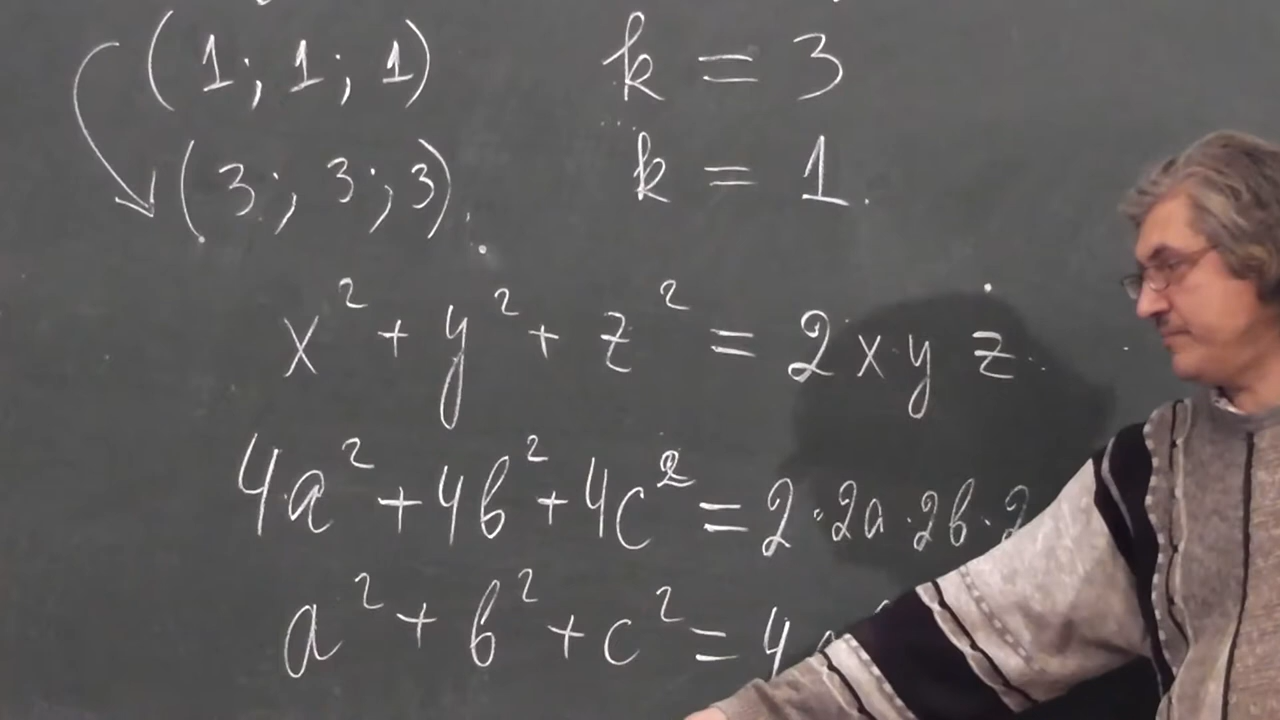 (1; 1; 1) k = 3
(3; 3; 3) k = 1.
x² + y² + z² = 2xyz.
4a² + 4b² + 4c² = 2·2a·2b·2
a² + b² + c² = 4